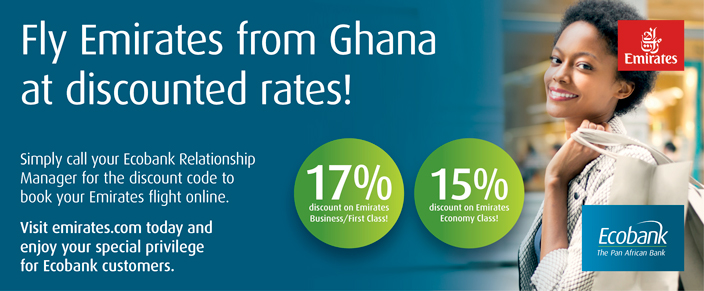 Fly Emirates from Ghana
at discounted rates!
Simply call your Ecobank Relationship
Manager for the discount code to
book your Emirates flight online.
Visit emirates.com today and
enjoy your special privilege
for Ecobank customers.
17%
discount on Emirates
Business/First Class!
15%
discount on Emirates
Economy Class!
Emirates
Ecobank
The Pan African Bank